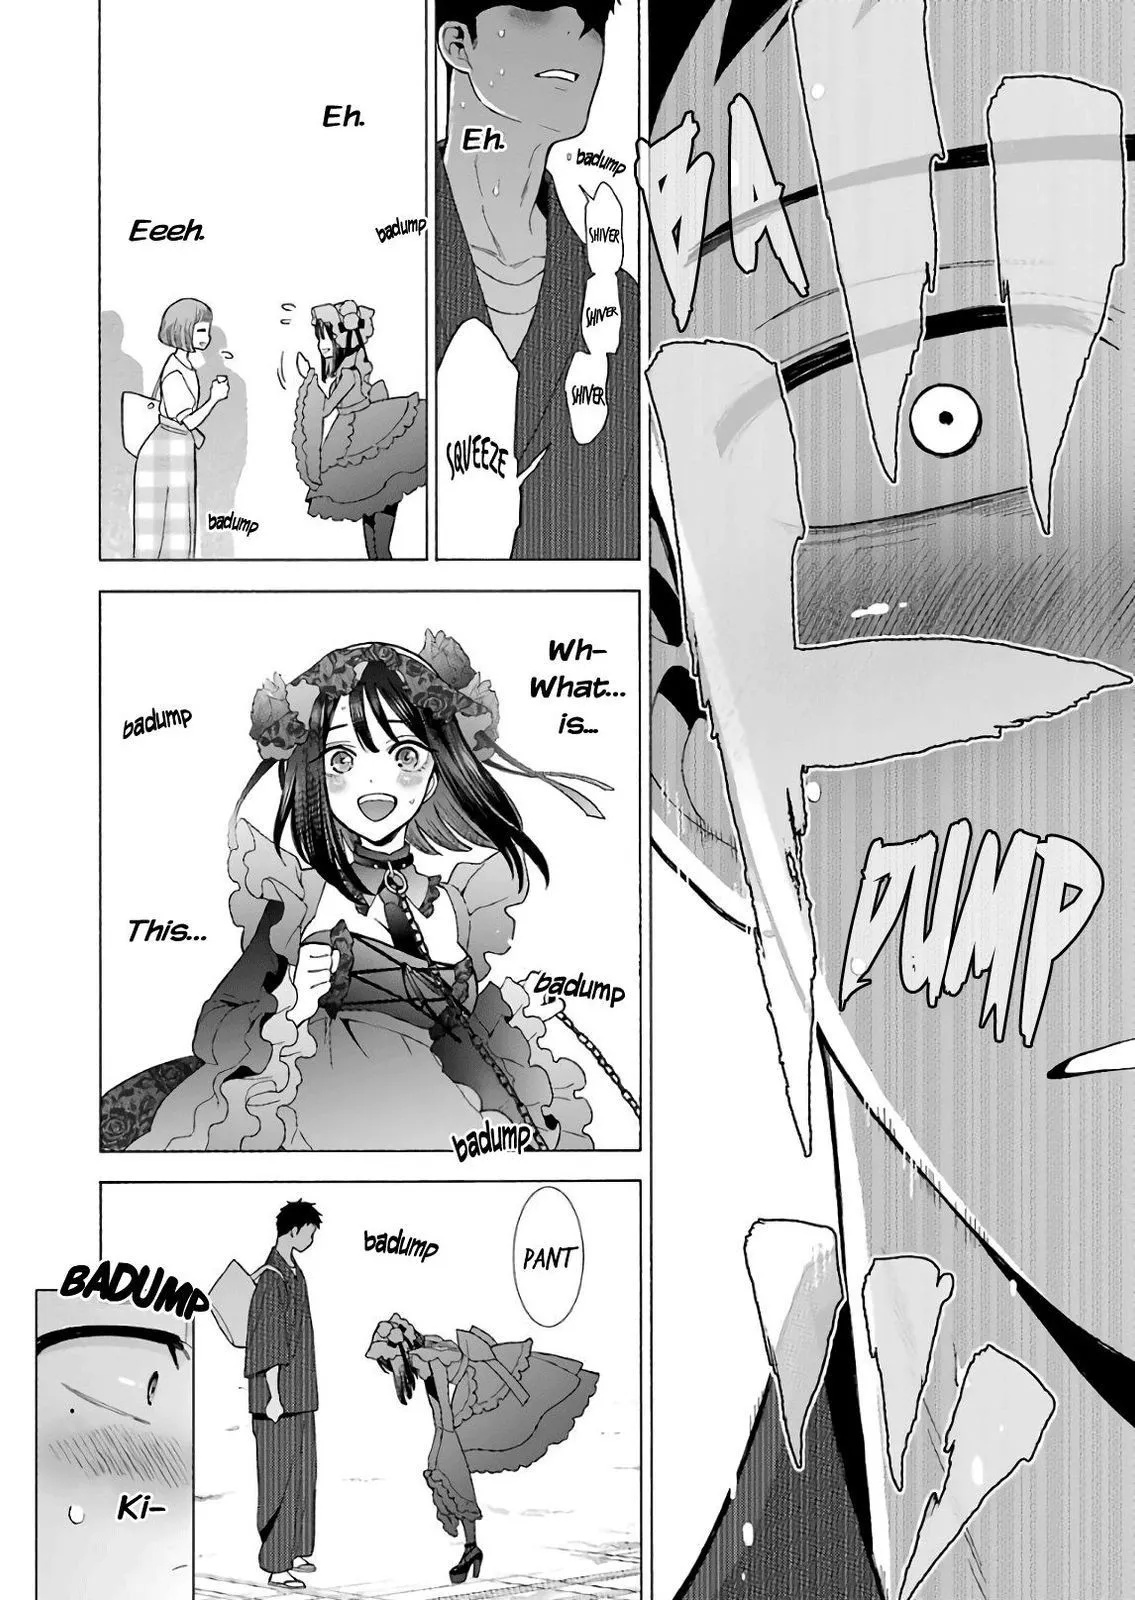 BA
DUMP
Eh.
badump
SHIVER
SHIVER
SHIVER
SQUEEZE
Eh.
badump
Eeeh.
badump
Wh-
What...
is...
badump
This...
badump
badump
PANT
badump
BADUMP
Ki-